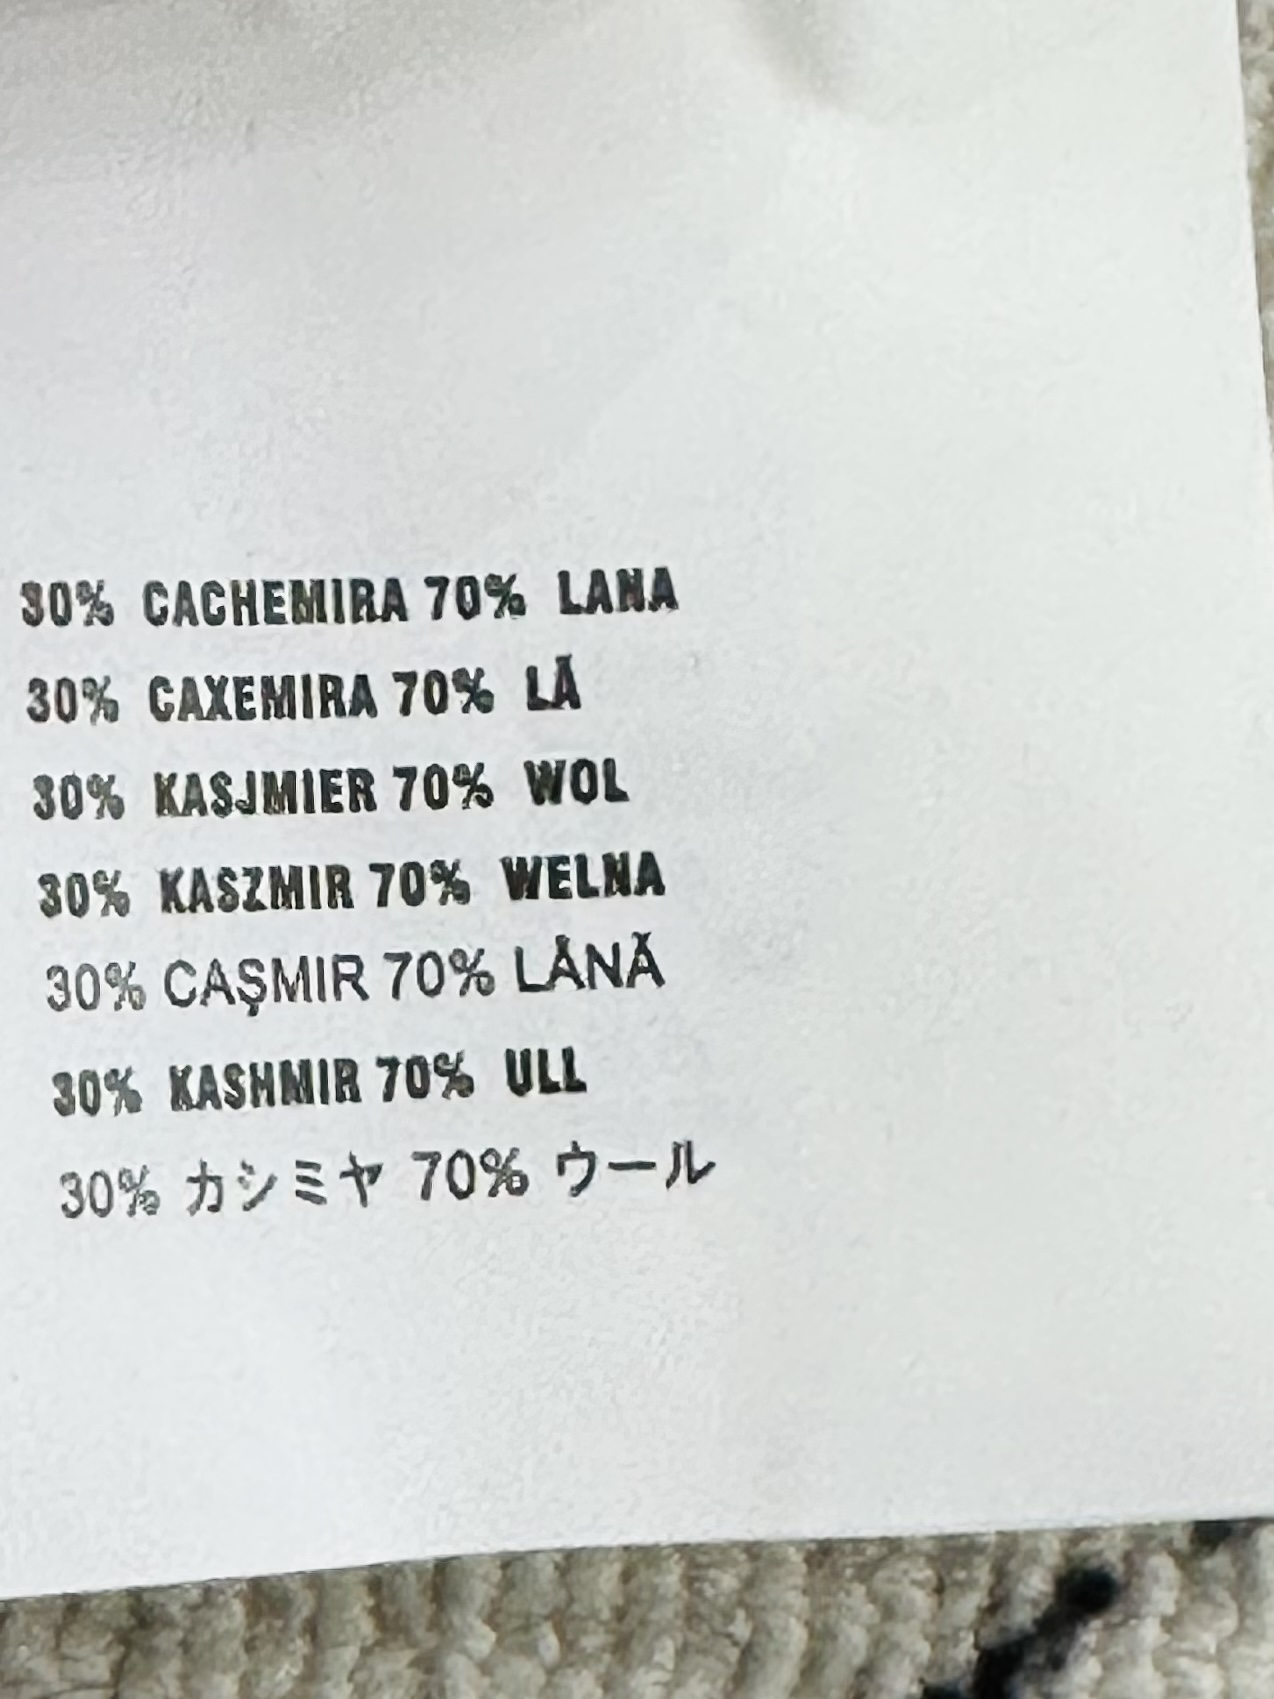 30% CACHEMIRA 70% LANA
30% CAXEMIRA 70% LÃ
30% KASJMIER 70% WOL
30% KASZMIR 70% WELNA
30% CAŞMIR 70% LÂNĂ
30% KASHMIR 70% ULL
30% カシミヤ 70% ウール